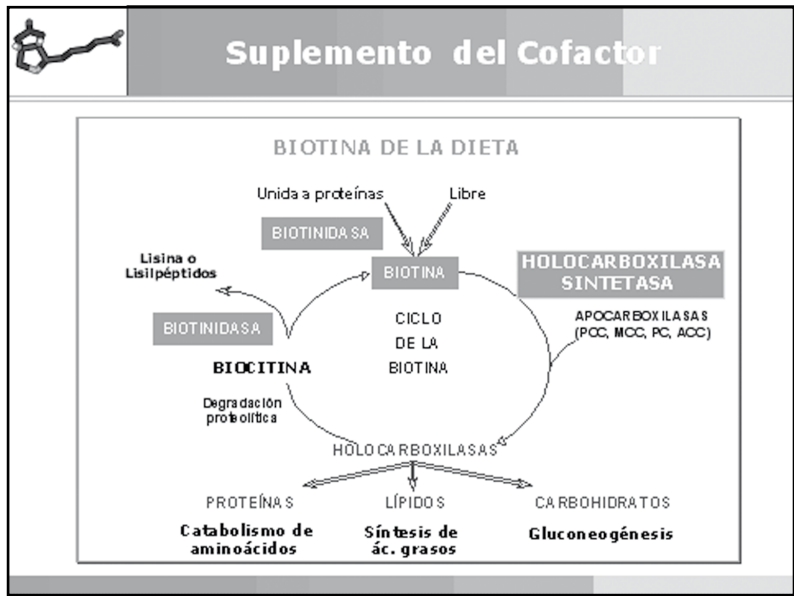 Suplemento del Cofactor
BIOTINA DE LA DIETA
Unida a proteínas
Libre
BIOTINIDASA
Lisina o
Lisilpéptidos
BIOTINA
HOLOCARBOXILASA
SINTETASA
BIOTINIDASA
CICLO
DE LA
BIOTINA
APOCARBOXILASAS
(PCC, MCC, PC, ACC)
BIOCITINA
Degradación
proteolítica
HOLOCARBOXILASAS
PROTEÍNAS
Catabolismo de
aminoácidos
LÍPIDOS
Síntesis de
ác. grasos
CARBOHIDRATOS
Gluconeogénesis